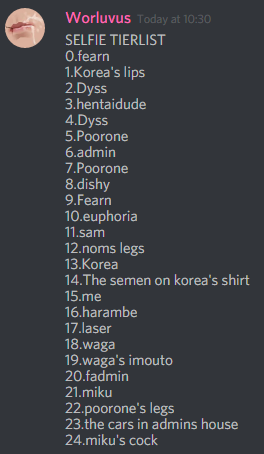 Worluvus Today at 10:30
SELFIE TIERLIST
0.fearn
1.Korea's lips
2.Dyss
3.hentaidude
4.Dyss
5.Poorone
6.admin
7.Poorone
8.dishy
9.Fearn
10.euphoria
11.sam
12.noms legs
13.Korea
14.The semen on korea's shirt
15.me
16.harambe
17.laser
18.waga
19.waga's imouto
20.fadmin
21.miku
22.poorone's legs
23.the cars in admins house
24.miku's cock